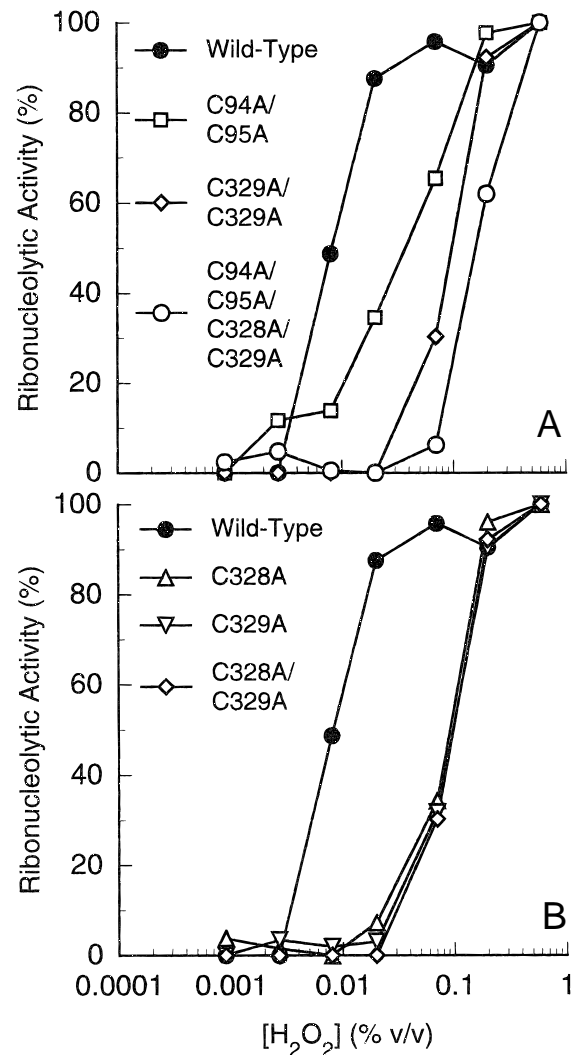 Ribonucleolytic Activity (%)
100
80
60
40
20
0
Wild-Type
C94A/
C95A
C329A/
C329A
C94A/
C95A/
C328A/
C329A
A
Ribonucleolytic Activity (%)
100
80
60
40
20
0
Wild-Type
C328A
C329A
C328A/
C329A
B
0.0001 0.001 0.01 0.1 1
[H₂O₂] (% v/v)